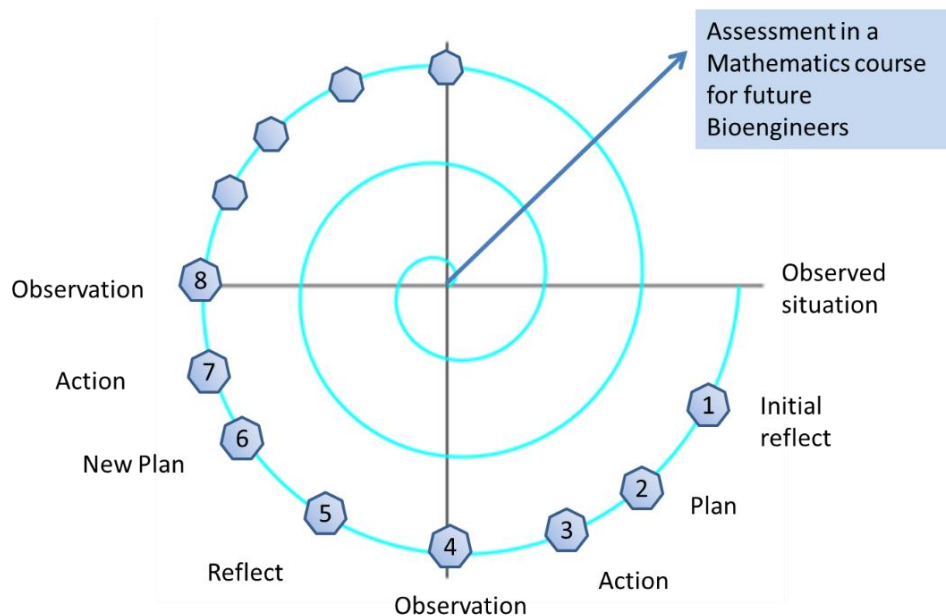 Assessment in a
Mathematics course
for future
Bioengineers
Observed
situation
1
Initial
reflect
2
Plan
3
Action
4
Observation
5
Reflect
6
New Plan
7
Action
8
Observation